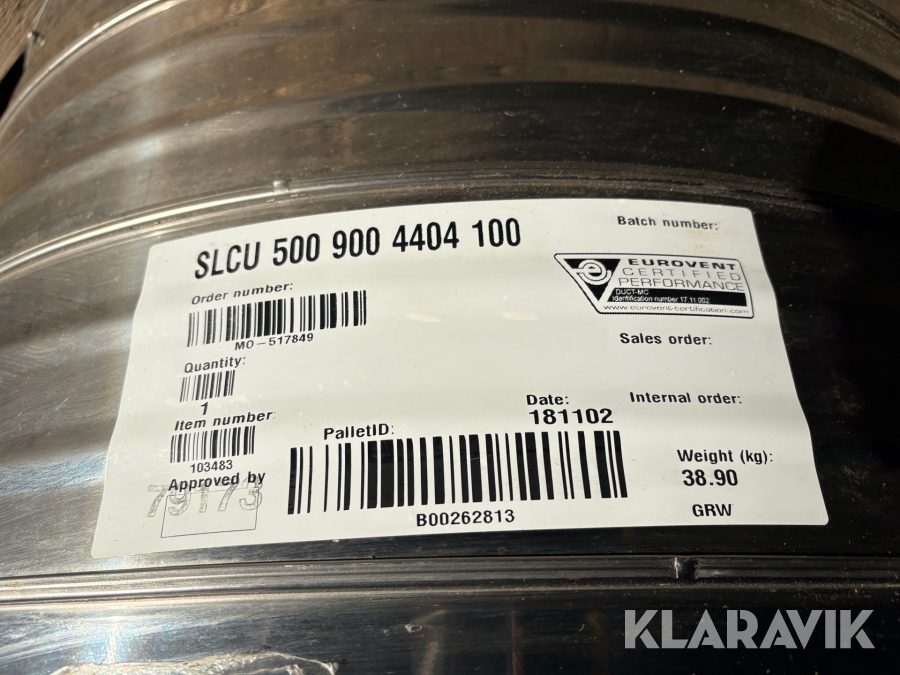 SLCU 500 900 4404 100
Batch number:
e
EUROVENT
CERTIFIED
PERFORMANCE
DUCT-MC
Identification number 17.11.002
www.eurovent-certification.com
Order number:
MO-517849
Sales order:
Quantity:
1
Internal order:
Item number:
103483
PalletID:
B00262813
Date:
181102
Weight (kg):
38.90
GRW
Approved by
79173
KLARAVIK